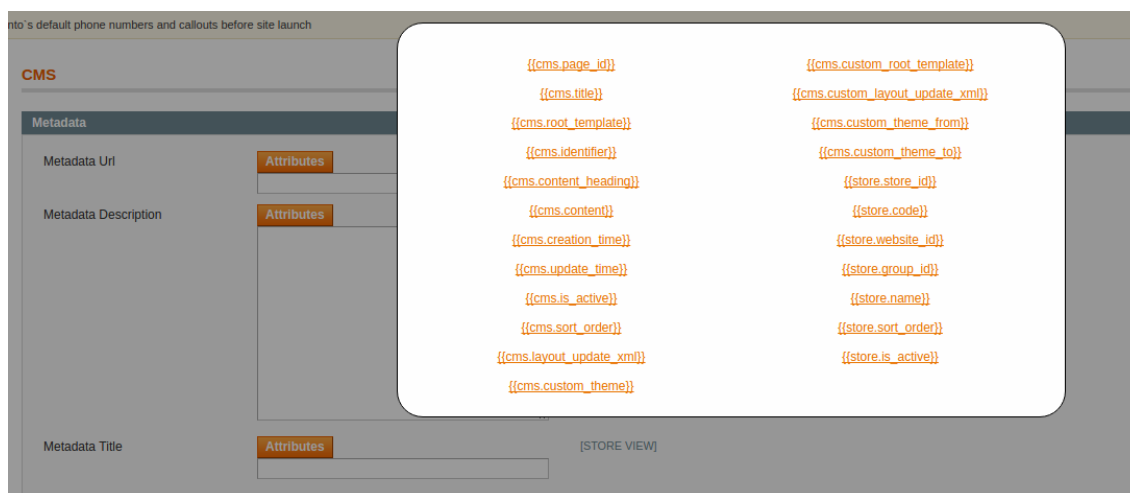 nto`s default phone numbers and callouts before site launch
CMS
Metadata
Metadata Url
Attributes
Metadata Description
Attributes
Metadata Title
Attributes
[STORE VIEW]
{{cms.page_id}}
{{cms.title}}
{{cms.root_template}}
{{cms.identifier}}
{{cms.content_heading}}
{{cms.content}}
{{cms.creation_time}}
{{cms.update_time}}
{{cms.is_active}}
{{cms.sort_order}}
{{cms.layout_update_xml}}
{{cms.custom_theme}}
{{cms.custom_root_template}}
{{cms.custom_layout_update_xml}}
{{cms.custom_theme_from}}
{{cms.custom_theme_to}}
{{store.store_id}}
{{store.code}}
{{store.website_id}}
{{store.group_id}}
{{store.name}}
{{store.sort_order}}
{{store.is_active}}